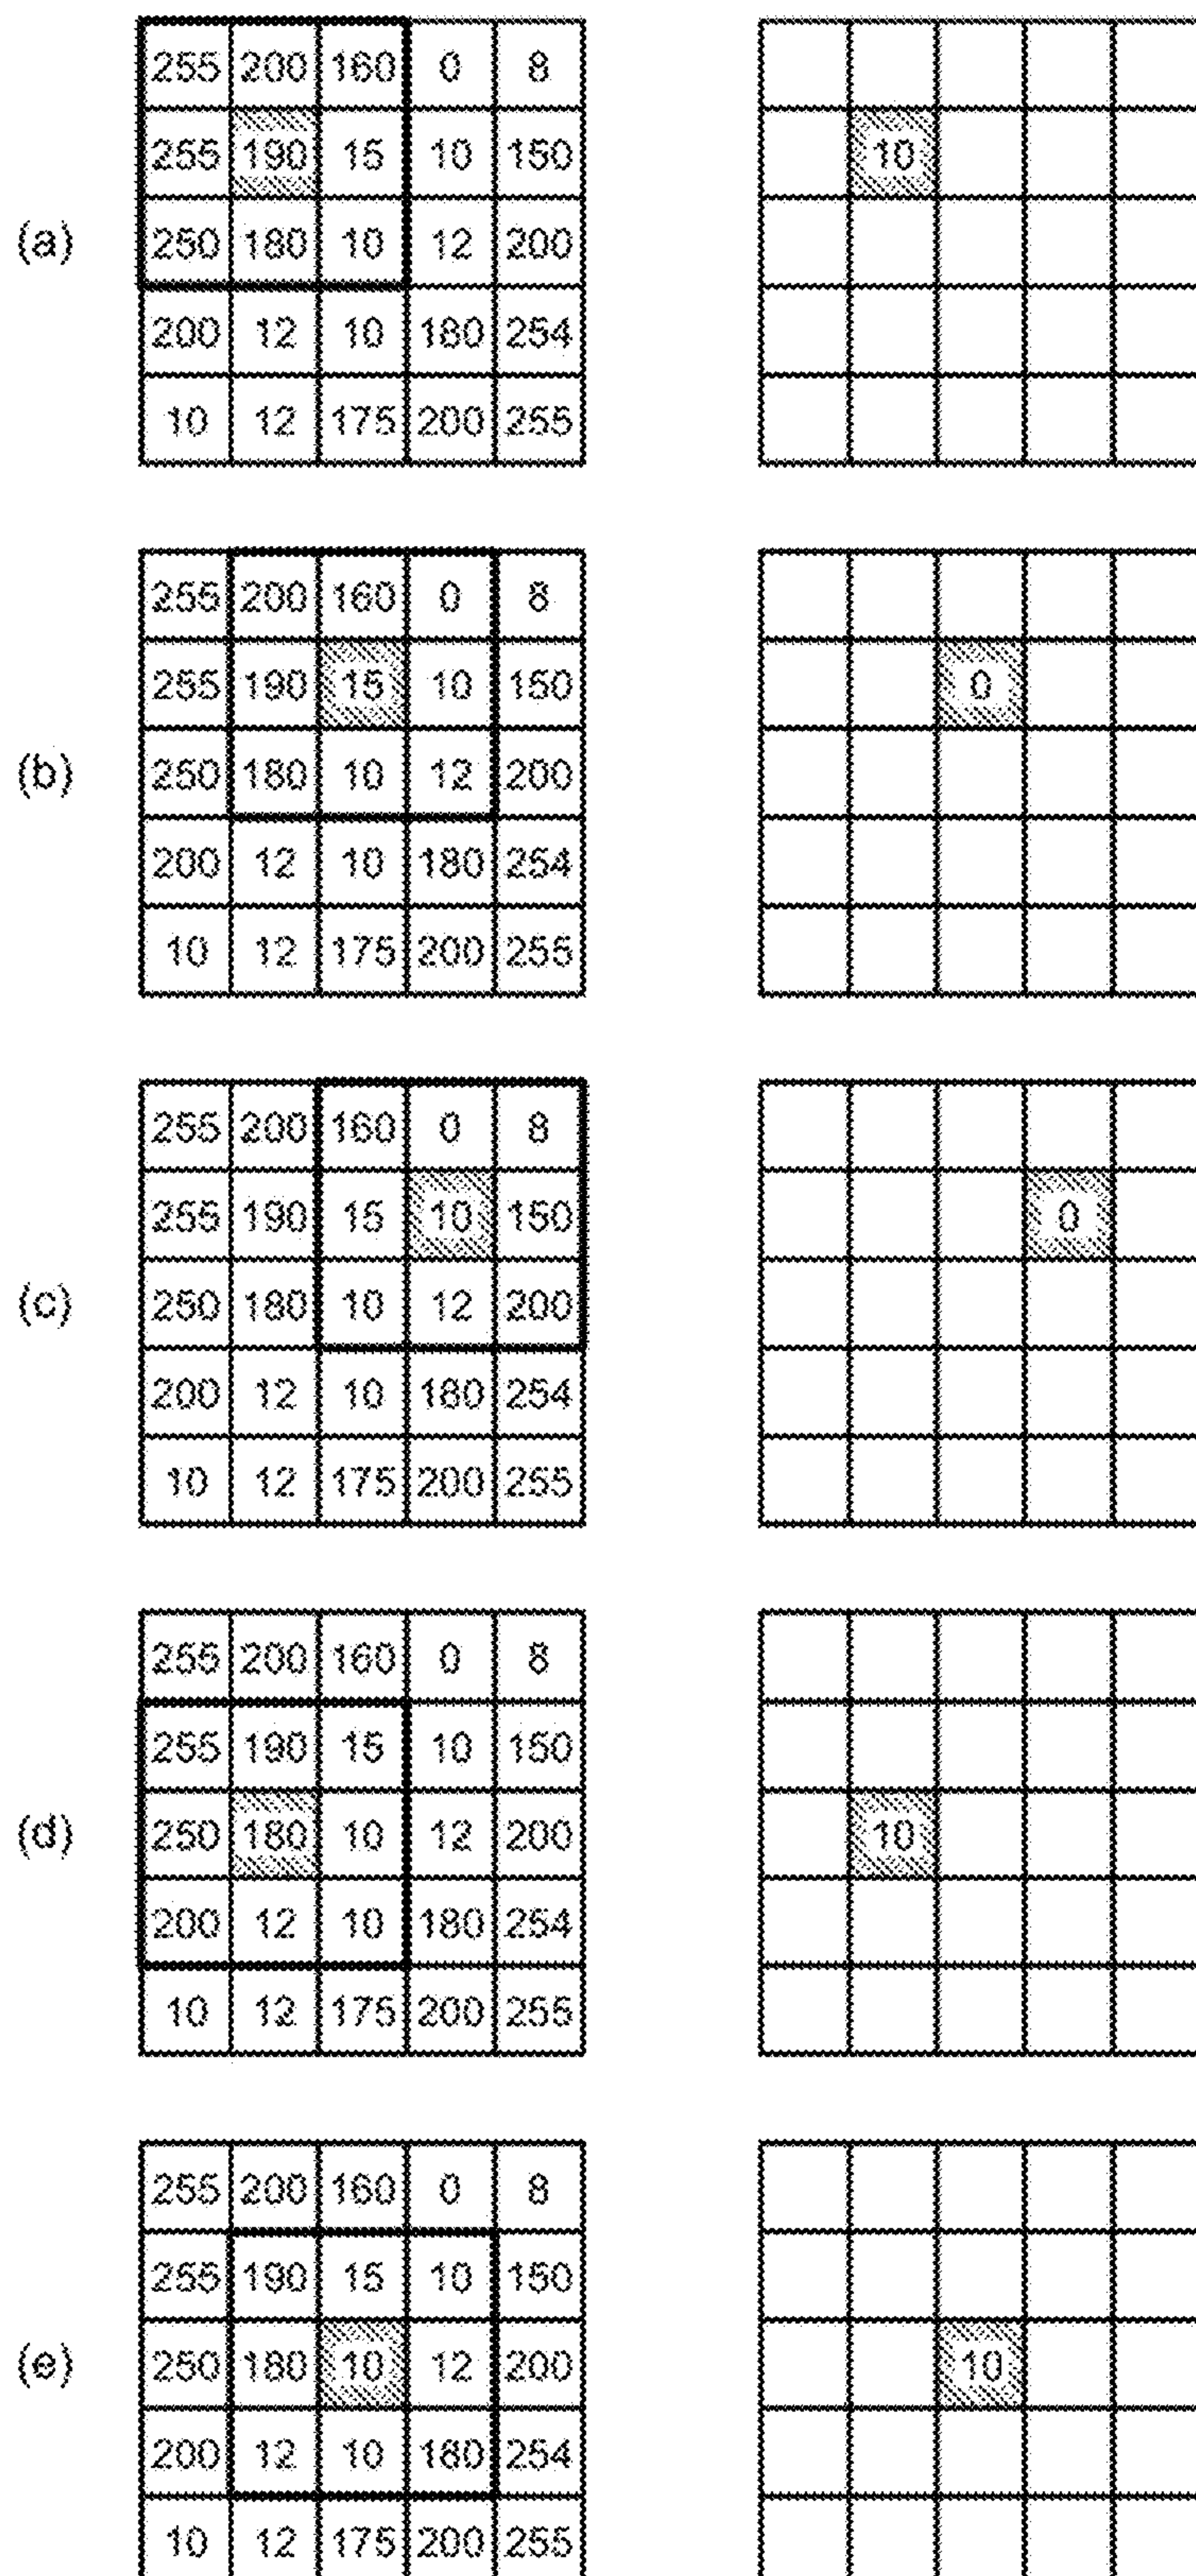 255 200 160 0 8
255 190 15 10 150 10
(a) 250 180 10 12 200
200 12 10 180 254
10 12 175 200 255
255 200 160 0 8
255 190 15 10 150 0
(b) 250 180 10 12 200
200 12 10 180 254
10 12 175 200 255
255 200 160 0 8
255 190 15 10 150 0
(c) 250 180 10 12 200
200 12 10 180 254
10 12 175 200 255
255 200 160 0 8
255 190 15 10 150
(d) 250 180 10 12 200 10
200 12 10 180 254
10 12 175 200 255
255 200 160 0 8
255 190 15 10 150
(e) 250 180 10 12 200 10
200 12 10 180 254
10 12 175 200 255